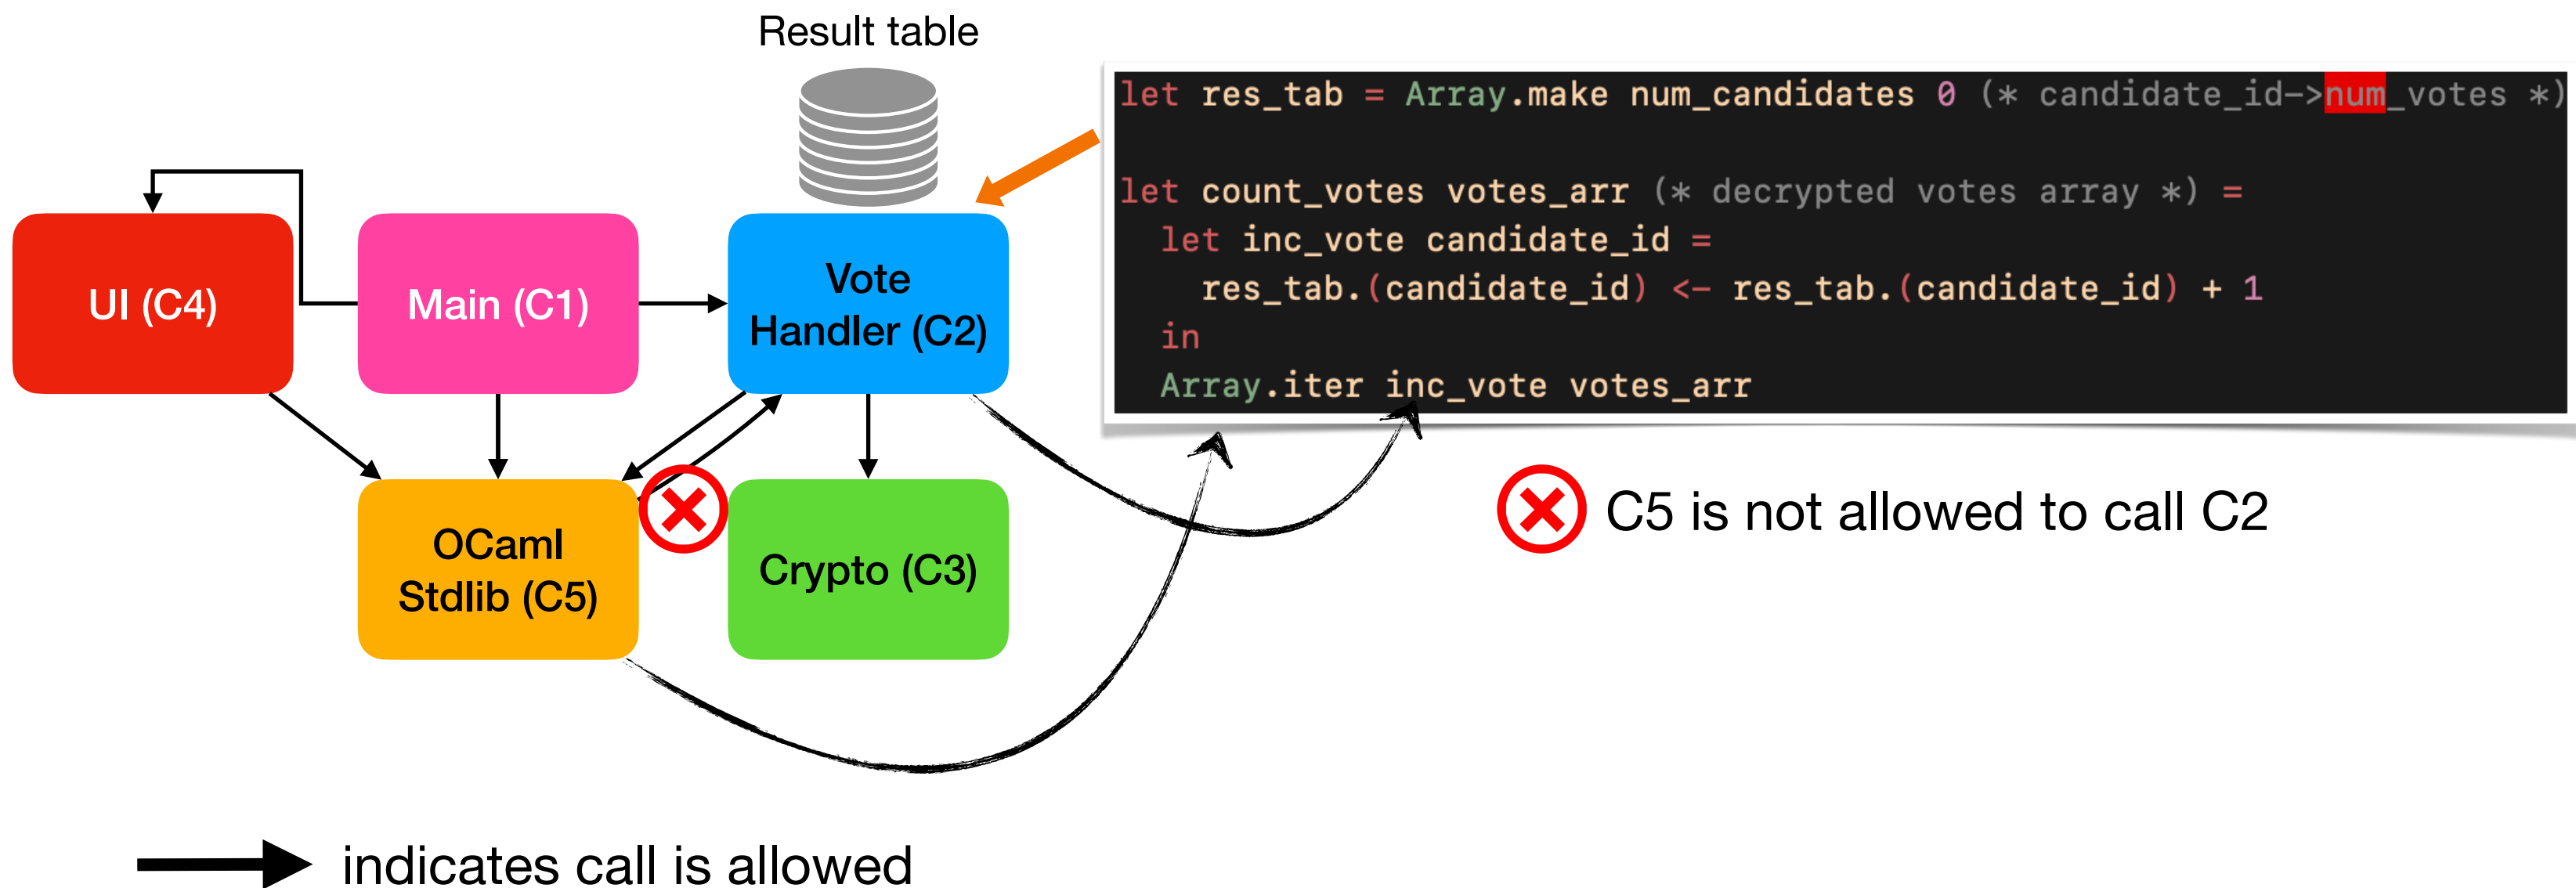 Result table
let res_tab = Array.make num_candidates 0 (* candidate_id->num_votes *)
let count_votes votes_arr (* decrypted votes array *) =
let inc_vote candidate_id =
res_tab.(candidate_id) <- res_tab.(candidate_id) + 1
in
Array.iter inc_vote votes_arr
UI (C4)
Main (C1)
Vote
Handler (C2)
OCaml
Stdlib (C5)
Crypto (C3)
C5 is not allowed to call C2
indicates call is allowed